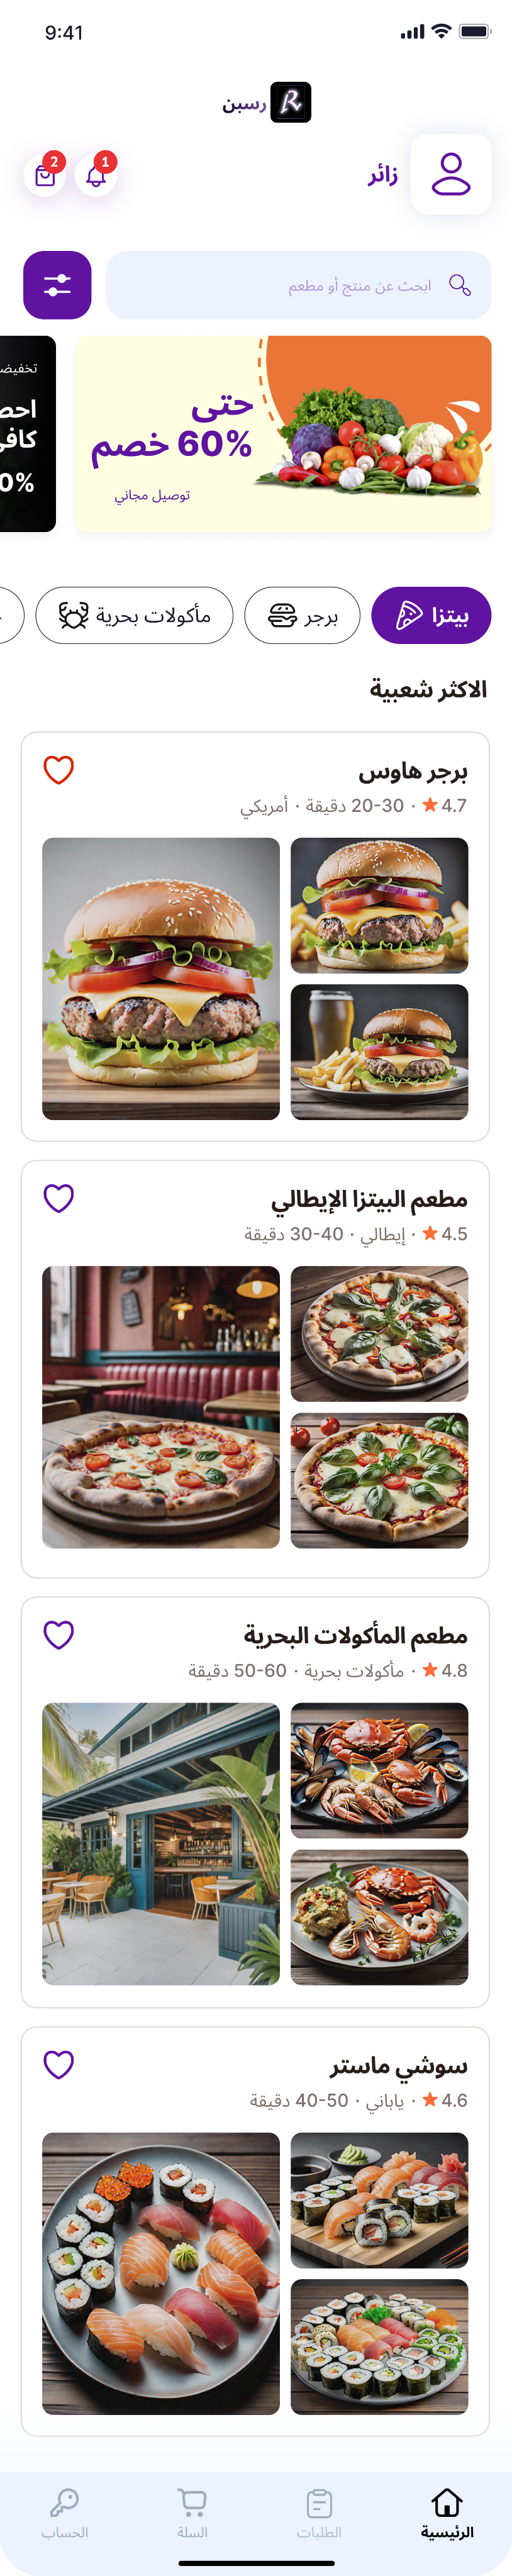 9:41
رسبن
زائر
1
2
ابحث عن منتج أو مطعم
حتى
60% خصم
توصيل مجاني
0%
بيتزا
برجر
مأكولات بحرية
الاكثر شعبية
برجر هاوس
4.7 · 20-30 دقيقة · أمريكي
مطعم البيتزا الإيطالي
4.5 · إيطالي · 30-40 دقيقة
مطعم المأكولات البحرية
4.8 · مأكولات بحرية · 50-60 دقيقة
سوشي ماستر
4.6 · ياباني · 40-50 دقيقة
الرئيسية
الطلبات
السلة
الحساب